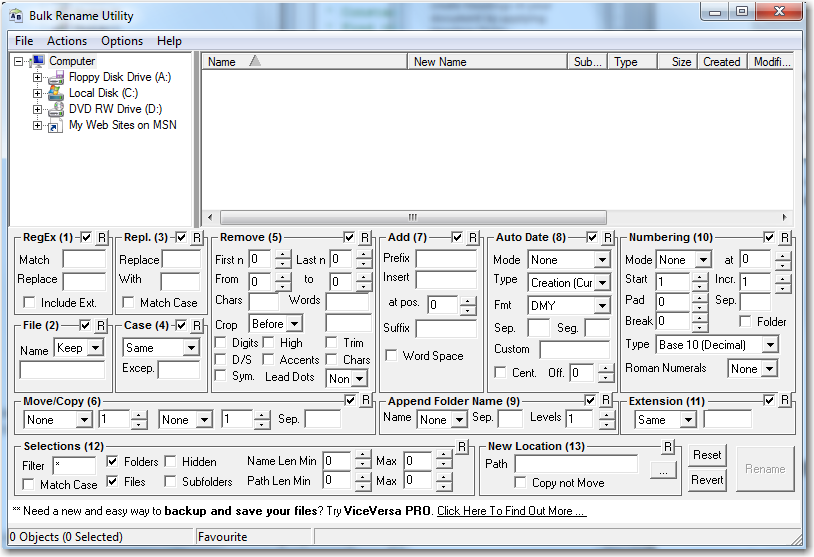 Bulk Rename Utility
File Actions Options Help
Computer
Floppy Disk Drive (A:)
Local Disk (C:)
DVD RW Drive (D:)
My Web Sites on MSN
Name New Name Sub... Type Size Created Modifi...
RegEx (1) R
Match
Replace
Include Ext.
Repl. (3) R
Replace
With
Match Case
Remove (5) R
First n 0 Last n 0
From 0 to 0
Chars Words
Crop Before
Digits High Trim
D/S Accents Chars
Sym. Lead Dots Non
Add (7) R
Prefix
Insert
at pos. 0
Suffix
Word Space
Auto Date (8) R
Mode None
Type Creation (Cur
Fmt DMY
Sep. Seg.
Custom
Cent. Off. 0
Numbering (10) R
Mode None at 0
Start 1 Incr. 1
Pad 0 Sep.
Break 0 Folder
Type Base 10 (Decimal)
Roman Numerals None
File (2) R
Name Keep
Case (4) R
Same
Excep.
Move/Copy (6) R
None 1 None 1 Sep.
Append Folder Name (9) R
Name None Sep. Levels 1
Extension (11) R
Same
Selections (12) R
Filter * Folders Hidden Name Len Min 0 Max 0
Match Case Files Subfolders Path Len Min 0 Max 0
New Location (13) R
Path ...
Copy not Move
Reset
Revert
Rename
** Need a new and easy way to backup and save your files? Try ViceVersa PRO. Click Here To Find Out More ...
0 Objects (0 Selected) Favourite